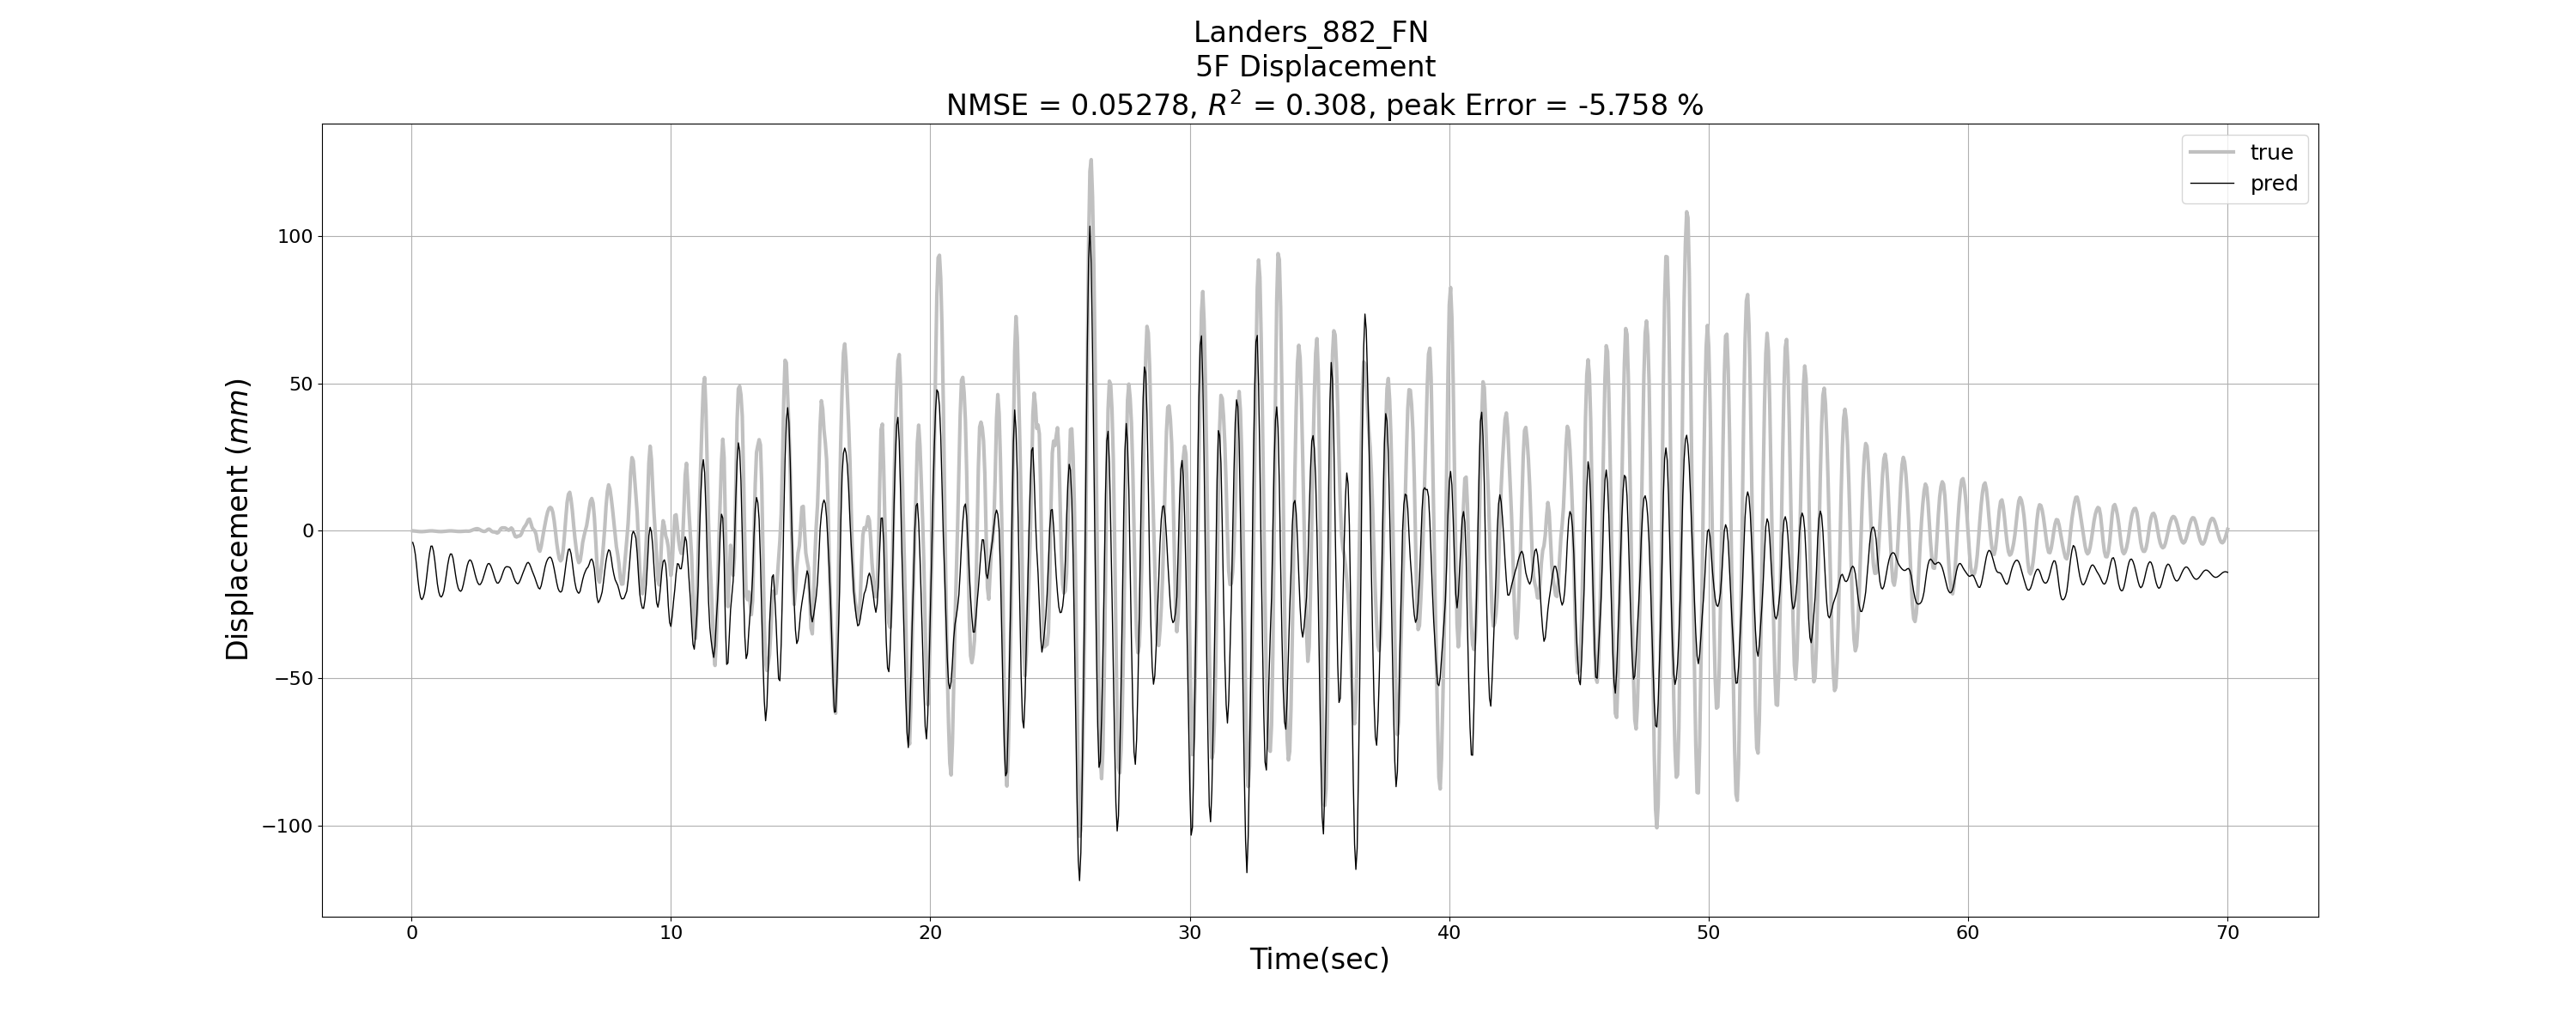 Landers_882_FN
5F Displacement
NMSE = 0.05278, R² = 0.308, peak Error = -5.758 %
true
pred
Displacement (mm)
100
50
0
−50
−100
0 10 20 30 40 50 60 70
Time(sec)